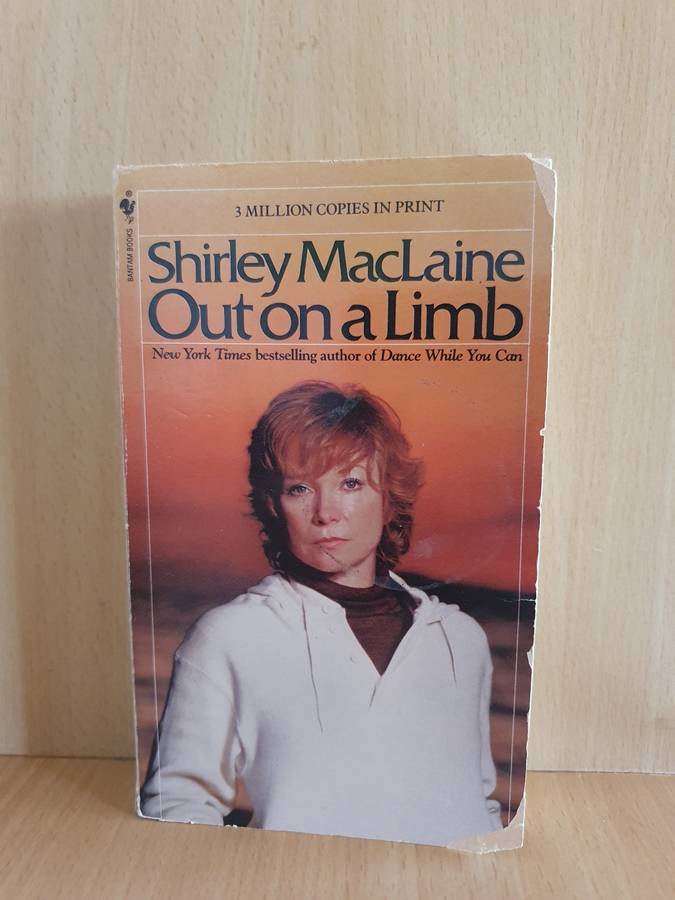 3 MILLION COPIES IN PRINT
BANTAM BOOKS
®
Shirley MacLaine
Out on a Limb
New York Times bestselling author of Dance While You Can